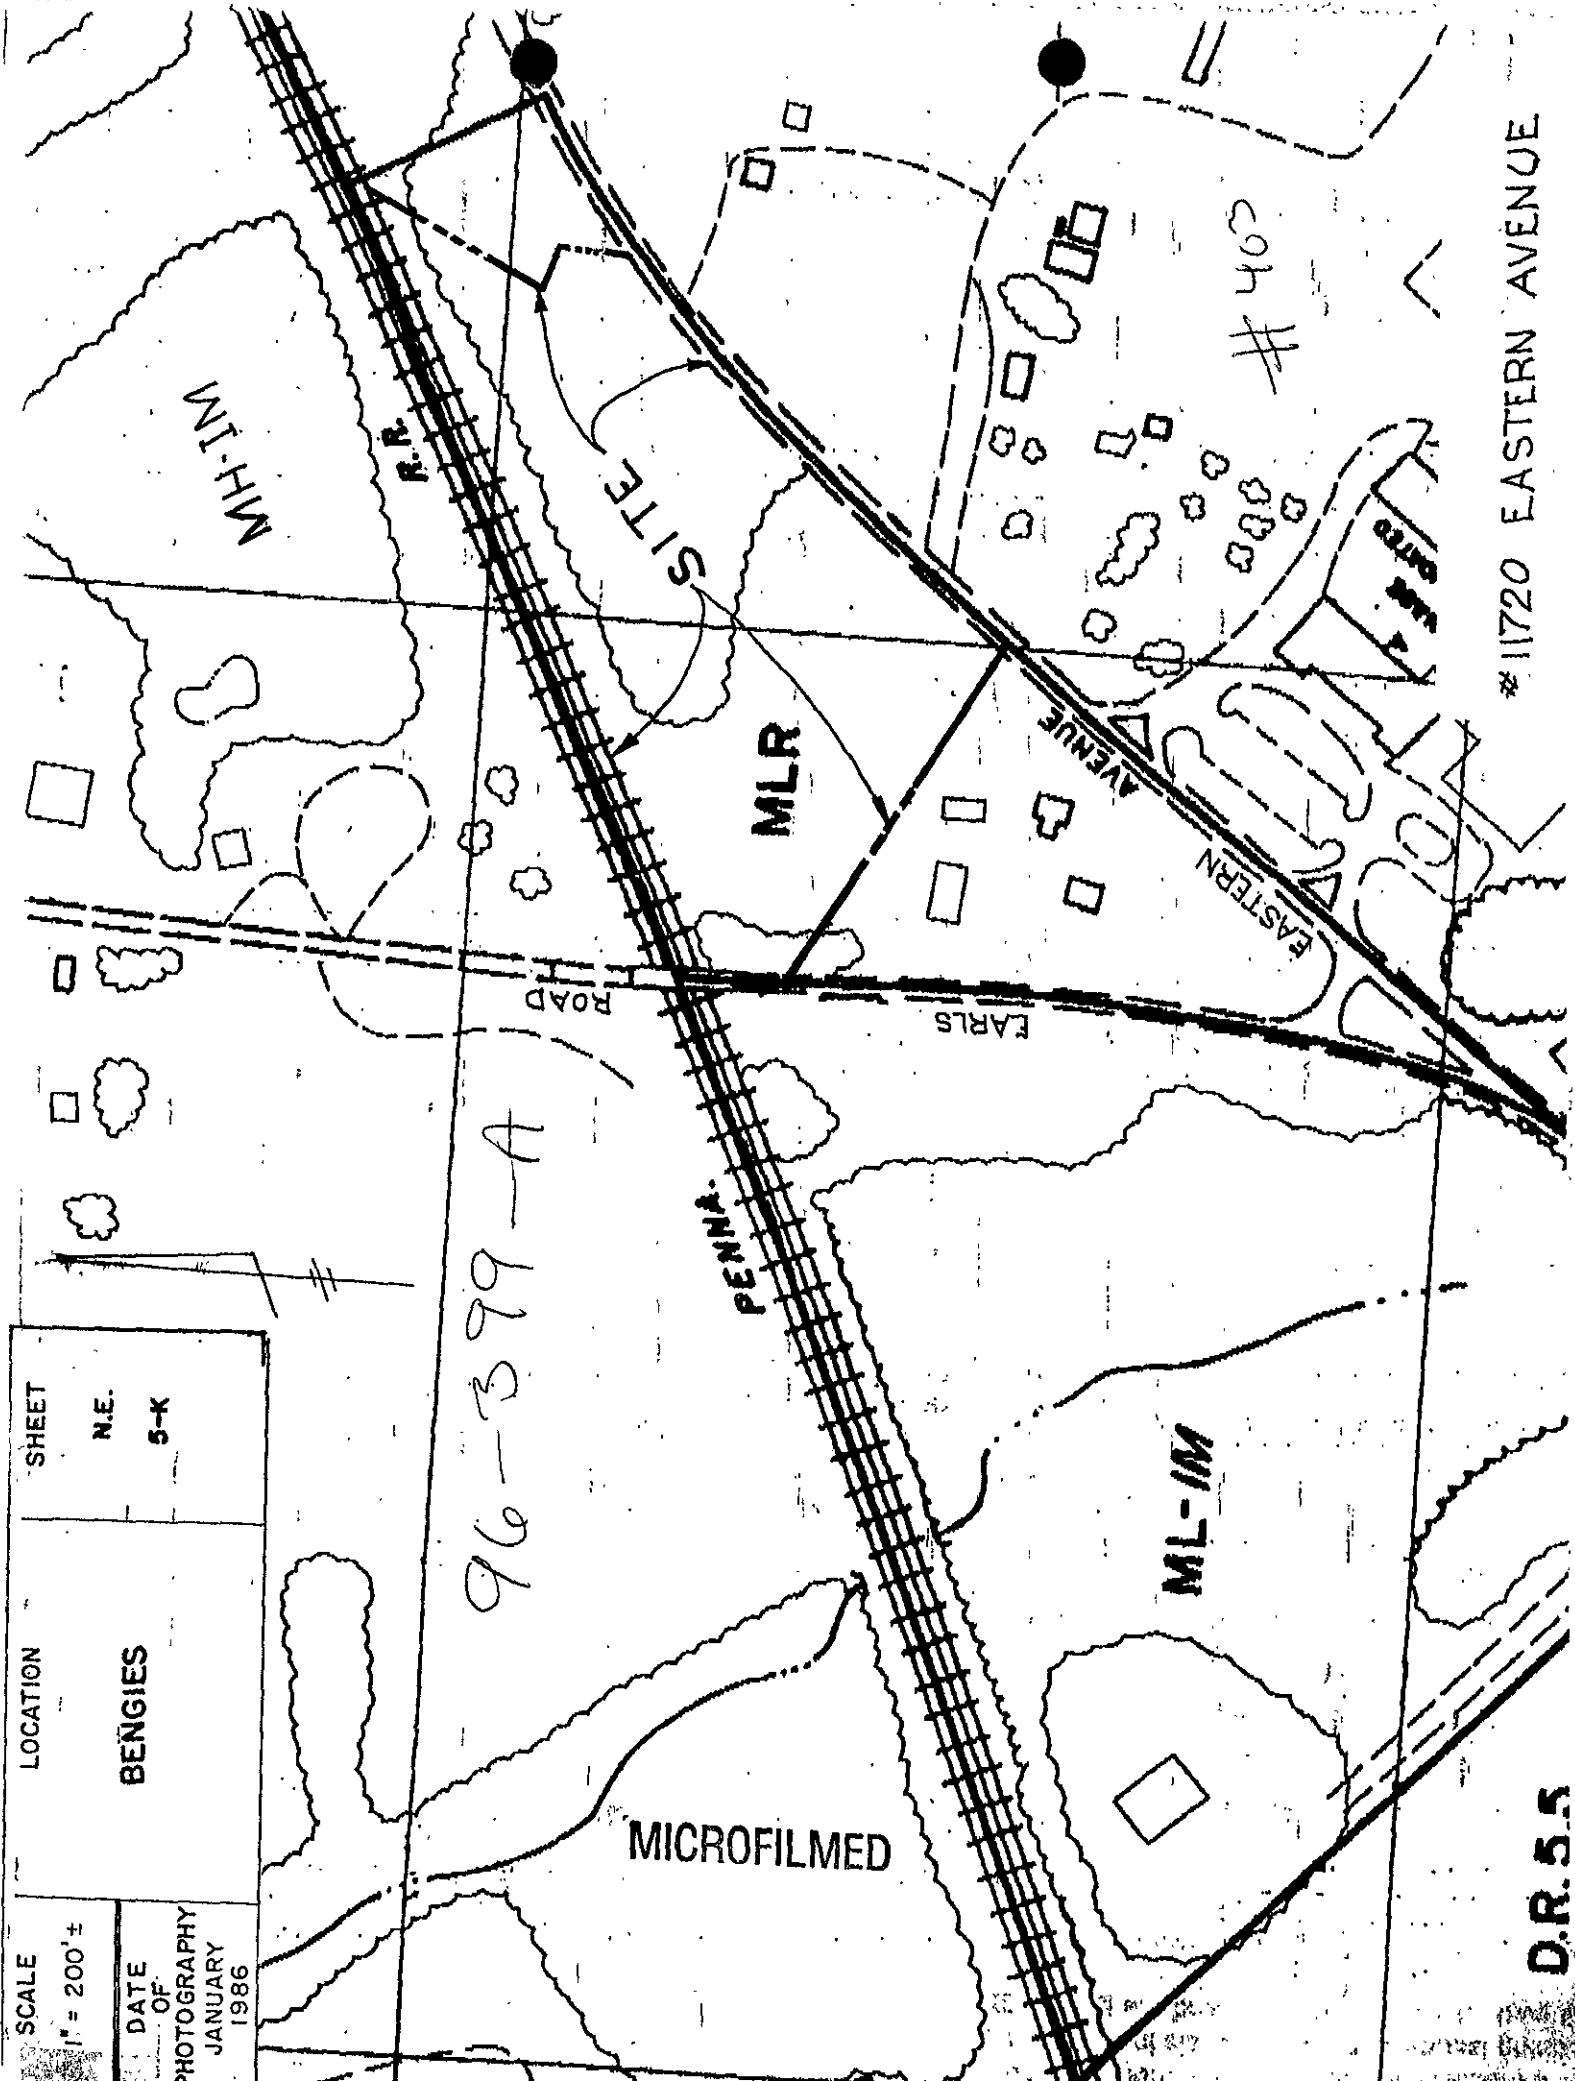 SCALE
1" = 200'±
DATE
OF
PHOTOGRAPHY
JANUARY
1986
LOCATION
BENGIES
SHEET
N.E.
5-K
MH-IM
R.R.
SITE
MLR
ROAD
EARLS
AVENUE
EASTERN
PENNA.
96-399-A
# 403
#11720 EASTERN AVENUE
ML-IM
MICROFILMED
D.R.5.5